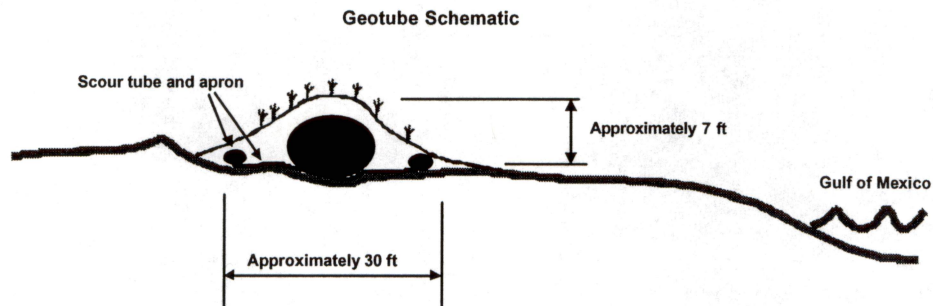 Geotube Schematic
Scour tube and apron
Approximately 7 ft
Gulf of Mexico
Approximately 30 ft